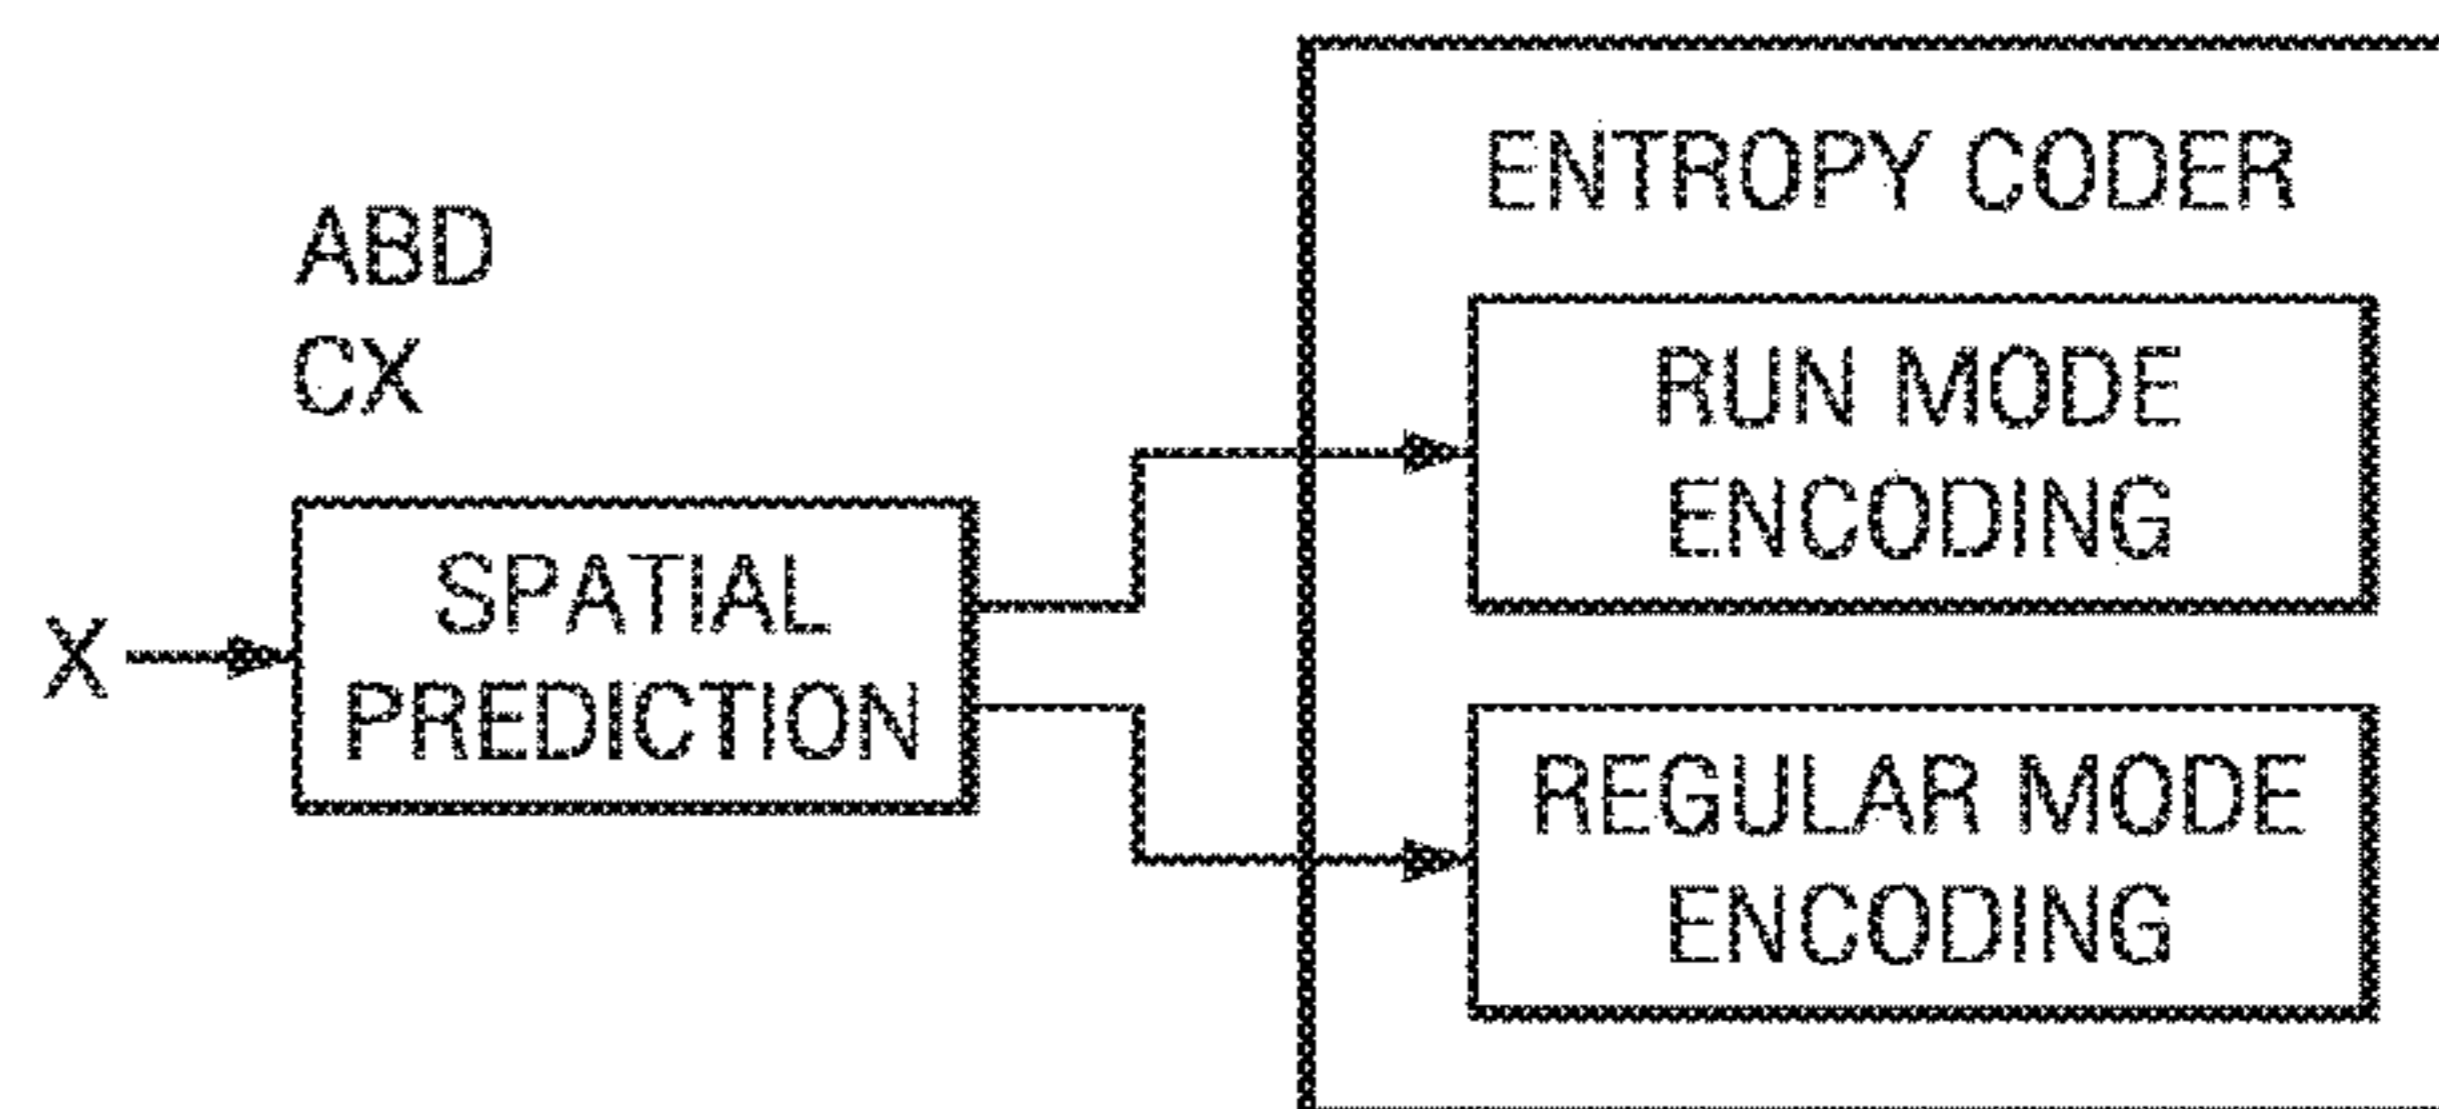 ABD
CX
X
SPATIAL
PREDICTION
ENTROPY CODER
RUN MODE
ENCODING
REGULAR MODE
ENCODING